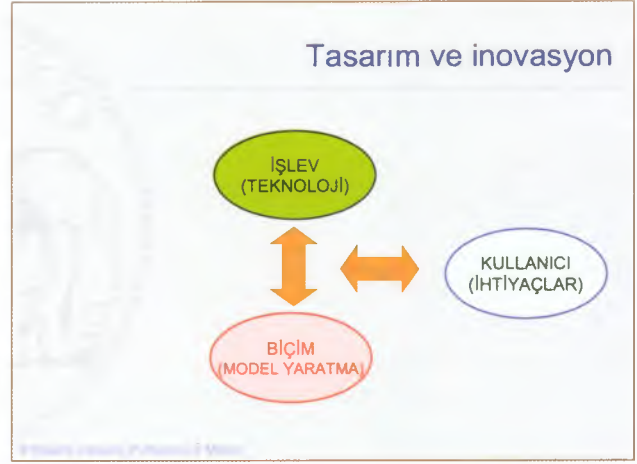 Tasarım ve inovasyon
İŞLEV
(TEKNOLOJİ)
KULLANICI
(İHTİYAÇLAR)
BİÇİM
(MODEL YARATMA)